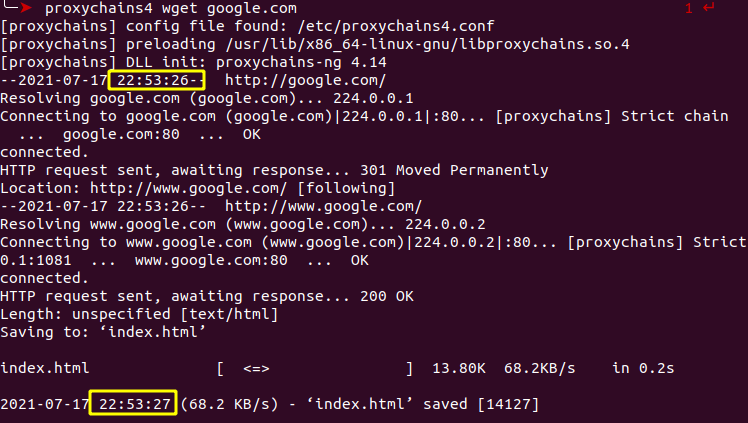 proxychains4 wget google.com 1 ↵
[proxychains] config file found: /etc/proxychains4.conf
[proxychains] preloading /usr/lib/x86_64-linux-gnu/libproxychains.so.4
[proxychains] DLL init: proxychains-ng 4.14
--2021-07-17 22:53:26-- http://google.com/
Resolving google.com (google.com)... 224.0.0.1
Connecting to google.com (google.com)|224.0.0.1|:80... [proxychains] Strict chain
... google.com:80 ... OK
connected.
HTTP request sent, awaiting response... 301 Moved Permanently
Location: http://www.google.com/ [following]
--2021-07-17 22:53:26-- http://www.google.com/
Resolving www.google.com (www.google.com)... 224.0.0.2
Connecting to www.google.com (www.google.com)|224.0.0.2|:80... [proxychains] Strict
0.1:1081 ... www.google.com:80 ... OK
connected.
HTTP request sent, awaiting response... 200 OK
Length: unspecified [text/html]
Saving to: ‘index.html’
index.html [ <=> ] 13.80K 68.2KB/s in 0.2s
2021-07-17 22:53:27 (68.2 KB/s) - ‘index.html’ saved [14127]